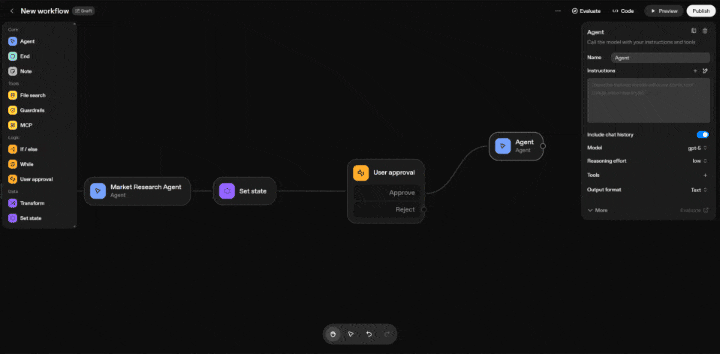 New workflow
Draft
Evaluate
Code
Preview
Publish
Core
Agent
End
Note
Tools
File search
Guardrails
MCP
Logic
If / else
While
User approval
Data
Transform
Set state
Market Research Agent
Agent
Set state
User approval
Approve
Reject
Agent
Agent
Agent
Call the model with your instructions and tools
Name
Agent
Instructions
Include chat history
Model
gpt-5
Reasoning effort
low
Tools
Output format
Text
More
Evaluate